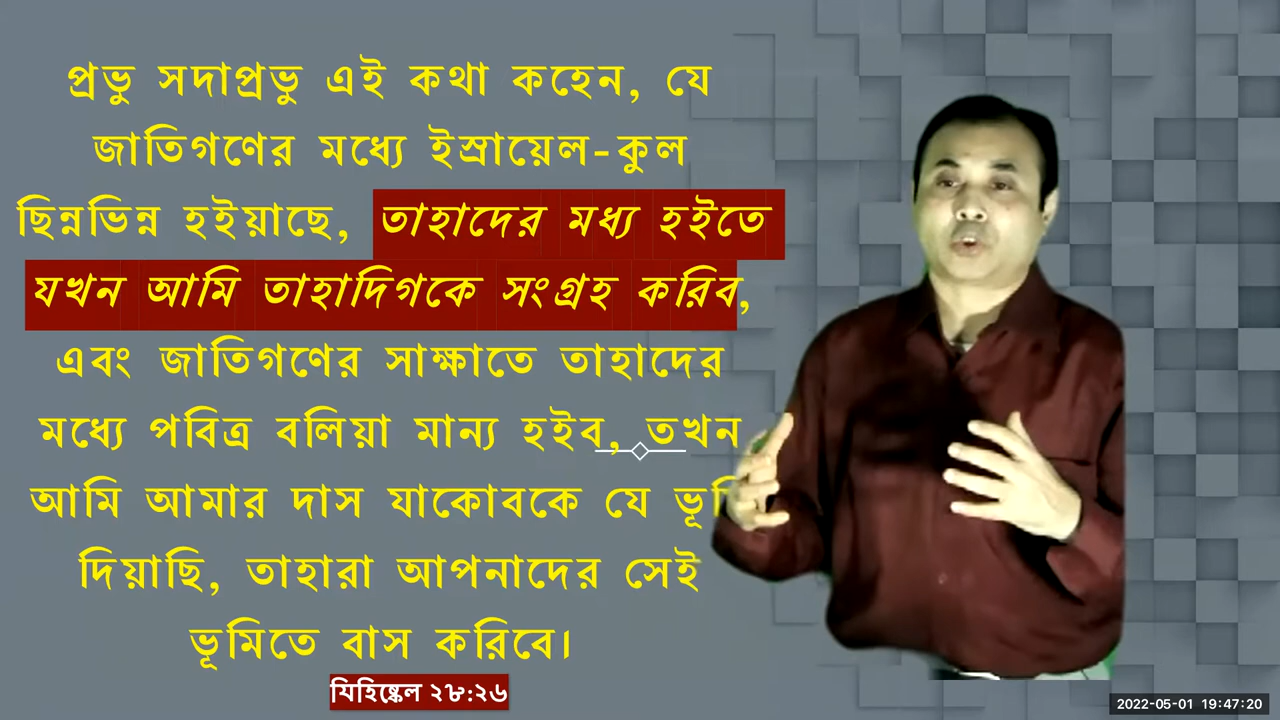 প্রভু সদাপ্রভু এই কথা কহেন, যে
জাতিগণের মধ্যে ইস্রায়েল-কুল
ছিন্নভিন্ন হইয়াছে, তাহাদের মধ্য হইতে
যখন আমি তাহাদিগকে সংগ্রহ করিব,
এবং জাতিগণের সাক্ষাতে তাহাদের
মধ্যে পবিত্র বলিয়া মান্য হইব, তখন
আমি আমার দাস যাকোবকে যে
দিয়াছি, তাহারা আপনাদের সেই
ভূমিতে বাস করিবে।
যিহিষ্কেল ২৮:২৬
2022-05-01 19:47:20